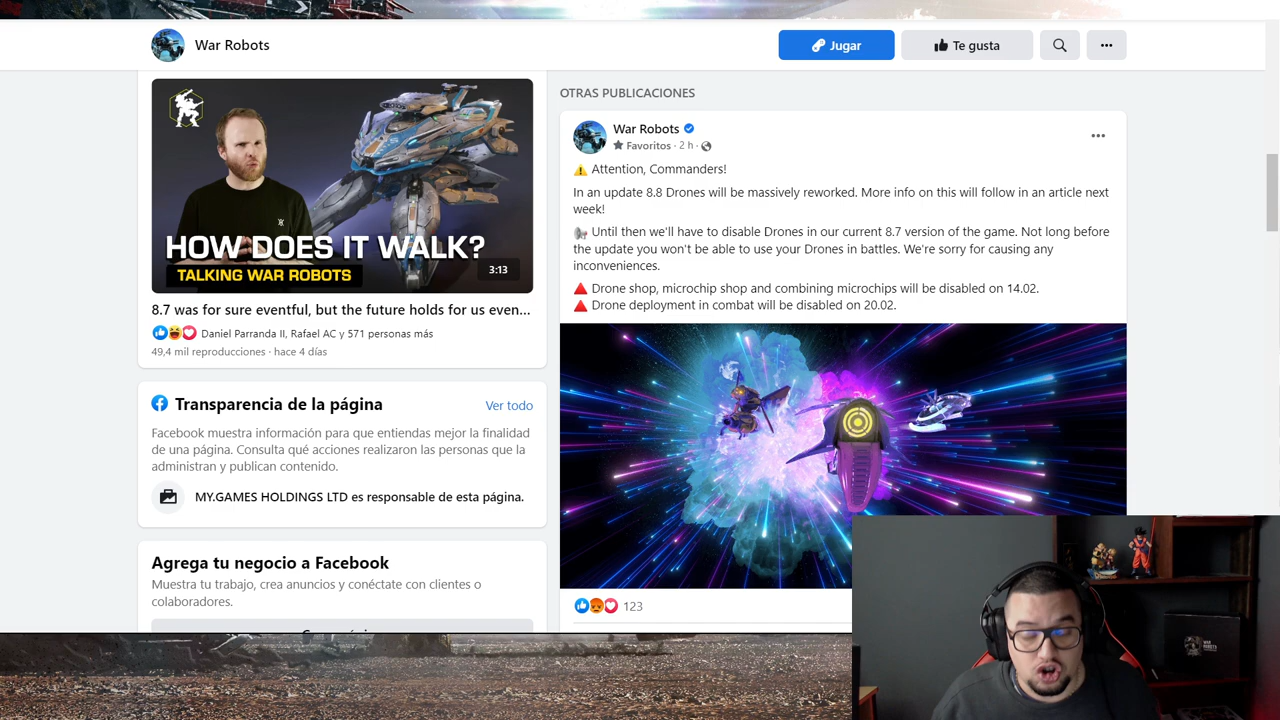 War Robots
Jugar
Te gusta
HOW DOES IT WALK?
TALKING WAR ROBOTS
3:13
8.7 was for sure eventful, but the future holds for us even...
Daniel Parranda II, Rafael AC y 571 personas más
49,4 mil reproducciones · hace 4 días
Transparencia de la página
Ver todo
Facebook muestra información para que entiendas mejor la finalidad
de una página. Consulta qué acciones realizaron las personas que la
administran y publican contenido.
MY.GAMES HOLDINGS LTD es responsable de esta página.
Agrega tu negocio a Facebook
Muestra tu trabajo, crea anuncios y conéctate con clientes o
colaboradores.
OTRAS PUBLICACIONES
War Robots
Favoritos · 2 h ·
⚠️ Attention, Commanders!
In an update 8.8 Drones will be massively reworked. More info on this will follow in an article next
week!
Until then we'll have to disable Drones in our current 8.7 version of the game. Not long before
the update you won't be able to use your Drones in battles. We're sorry for causing any
inconveniences.
🔺 Drone shop, microchip shop and combining microchips will be disabled on 14.02.
🔺 Drone deployment in combat will be disabled on 20.02.
123
WAR
ROBOTS